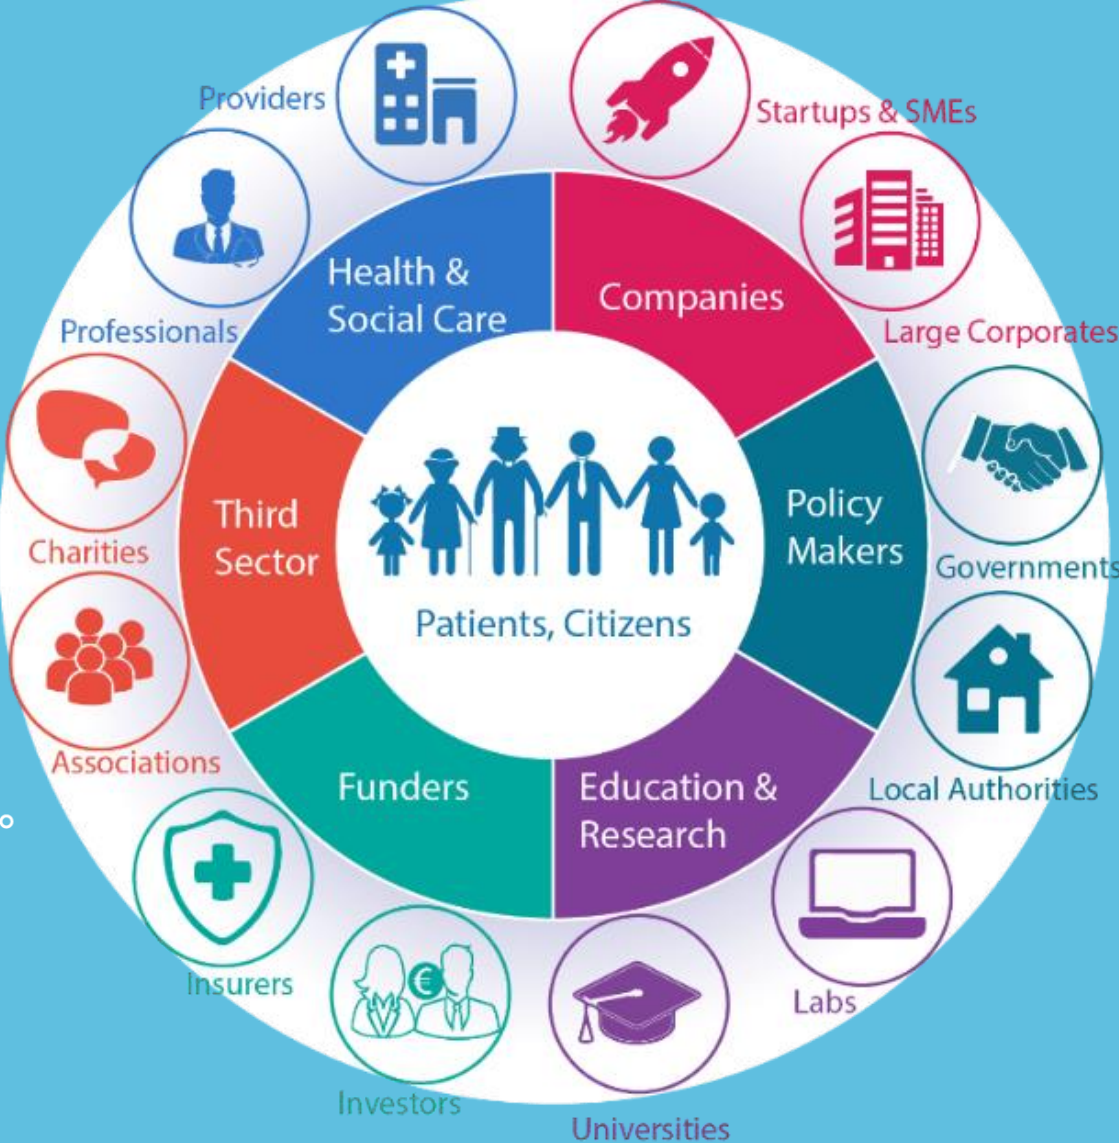 Providers
Startups & SMEs
Professionals
Health &
Social Care
Companies
Large Corporates
Charities
Third
Sector
Policy
Makers
Governments
Patients, Citizens
Associations
Funders
Education &
Research
Local Authorities
Insurers
€
Labs
Investors
Universities